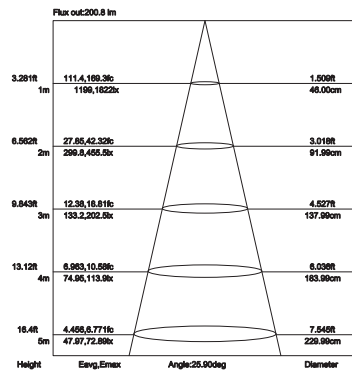 Flux out:200.8 lm
3.281ft 111.4,169.3fc 1.509ft
1m 1199,1822lx 46.00cm
6.562ft 27.85,42.32fc 3.018ft
2m 299.8,455.5lx 91.99cm
9.843ft 12.38,18.81fc 4.527ft
3m 133.2,202.5lx 137.99cm
13.12ft 6.963,10.58fc 6.036ft
4m 74.95,113.9lx 183.99cm
16.4ft 4.456,6.771fc 7.545ft
5m 47.97,72.89lx 229.99cm
Height Eavg,Emax Angle:25.90deg Diameter